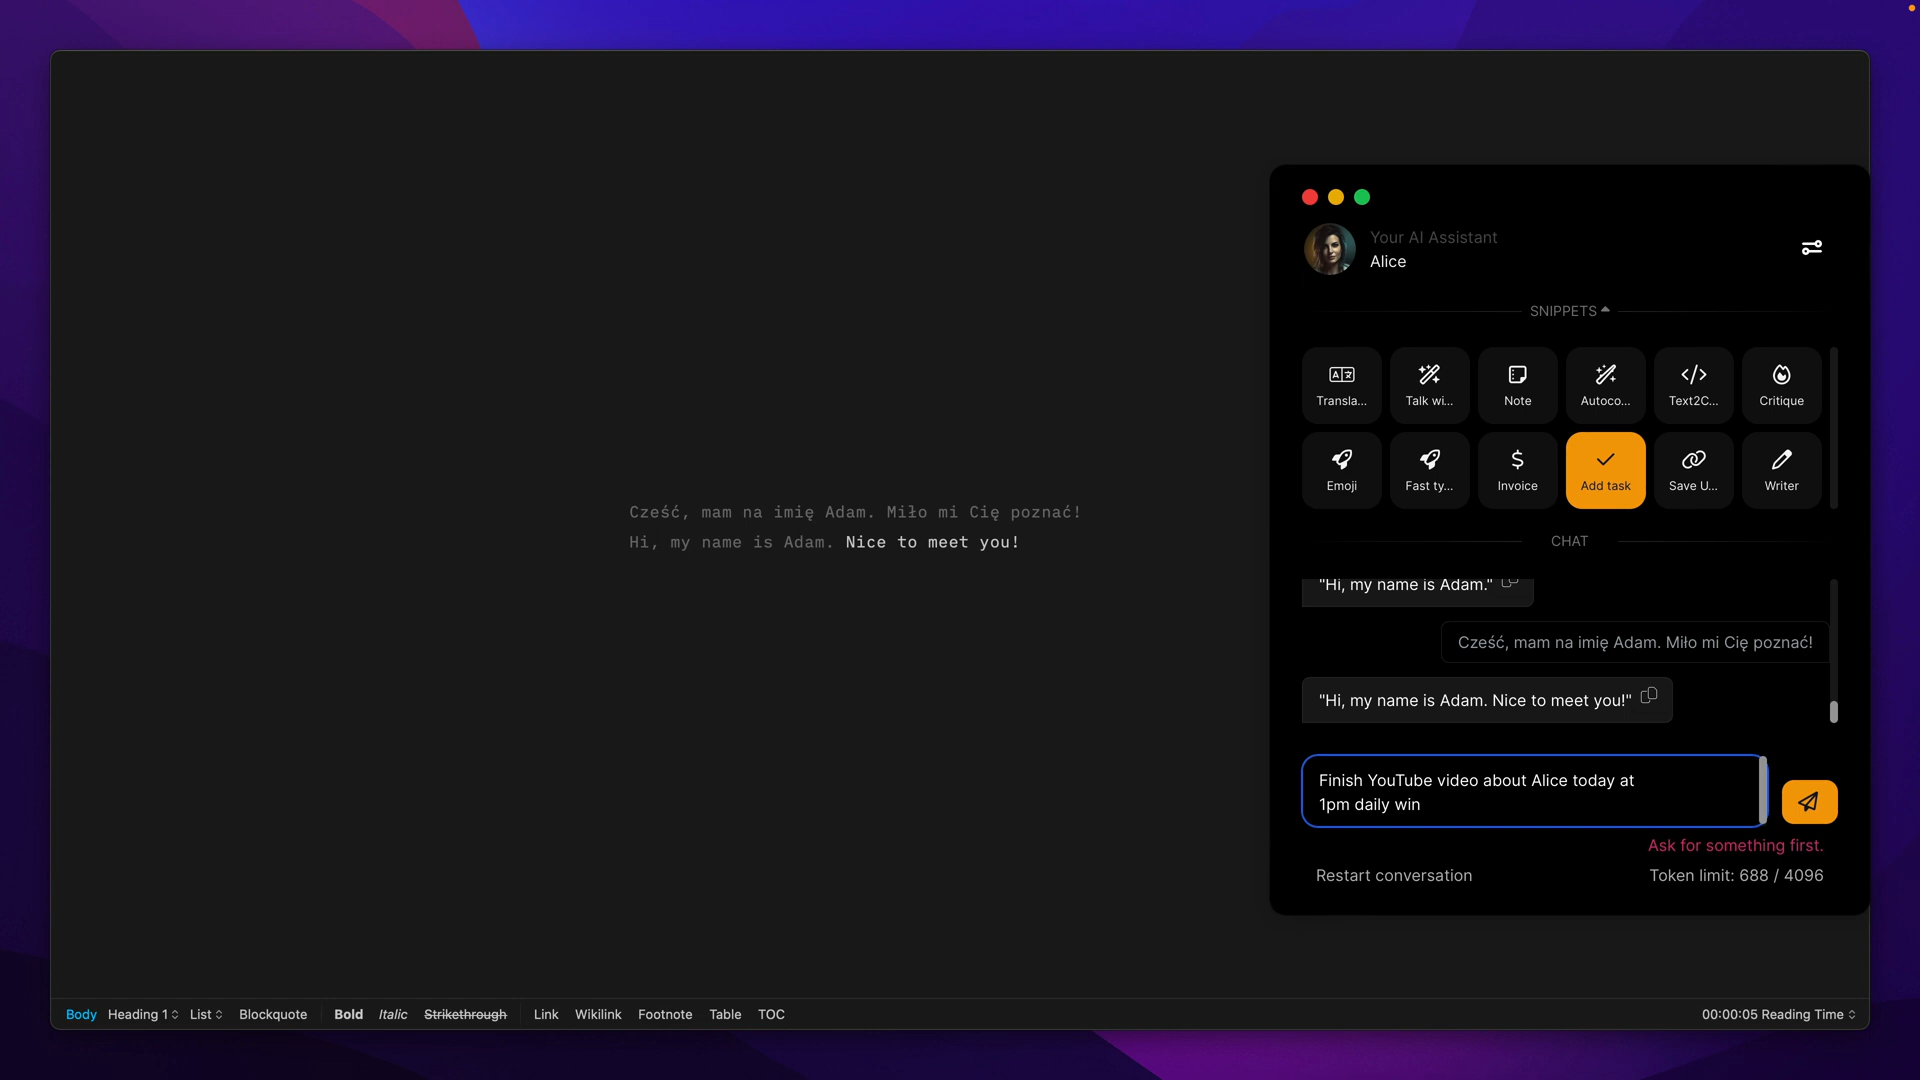 Cześć, mam na imię Adam. Miło mi Cię poznać!
Hi, my name is Adam. Nice to meet you!
Your AI Assistant
Alice
SNIPPETS
Transla...
Talk wi...
Note
Autoco...
Text2C...
Critique
Emoji
Fast ty...
Invoice
Add task
Save U...
Writer
CHAT
"Hi, my name is Adam."
Cześć, mam na imię Adam. Miło mi Cię poznać!
"Hi, my name is Adam. Nice to meet you!"
Finish YouTube video about Alice today at
1pm daily win
Ask for something first.
Restart conversation
Token limit: 688 / 4096
Body Heading 1 List Blockquote Bold Italic Strikethrough Link Wikilink Footnote Table TOC 00:00:05 Reading Time